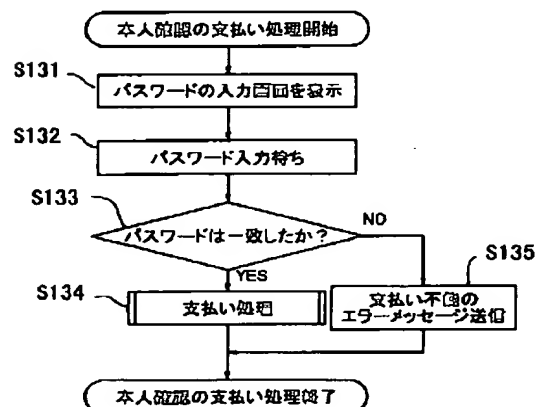 本人確認の支払い処理開始
S131
パスワードの入力画面を表示
S132
パスワード入力待ち
S133
パスワードは一致したか?
NO
YES
S134
支払い処理
S135
支払い不可の
エラーメッセージ送信
本人確認の支払い処理終了